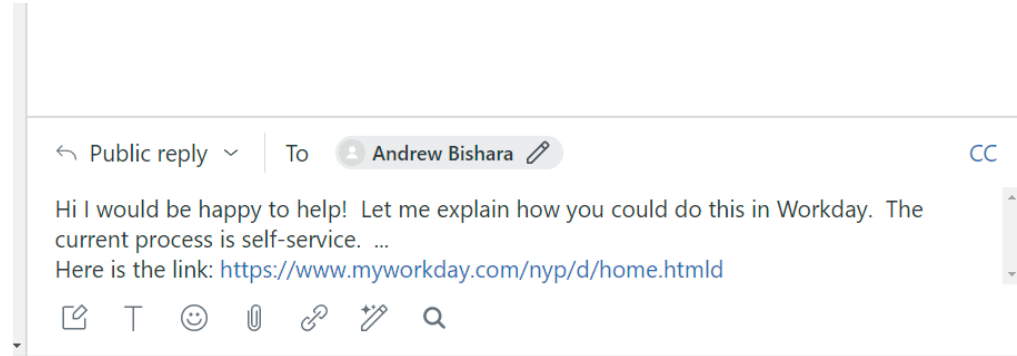 Public reply To Andrew Bishara CC
Hi I would be happy to help!  Let me explain how you could do this in Workday.  The
current process is self-service.  ...
Here is the link: https://www.myworkday.com/nyp/d/home.htmld
T